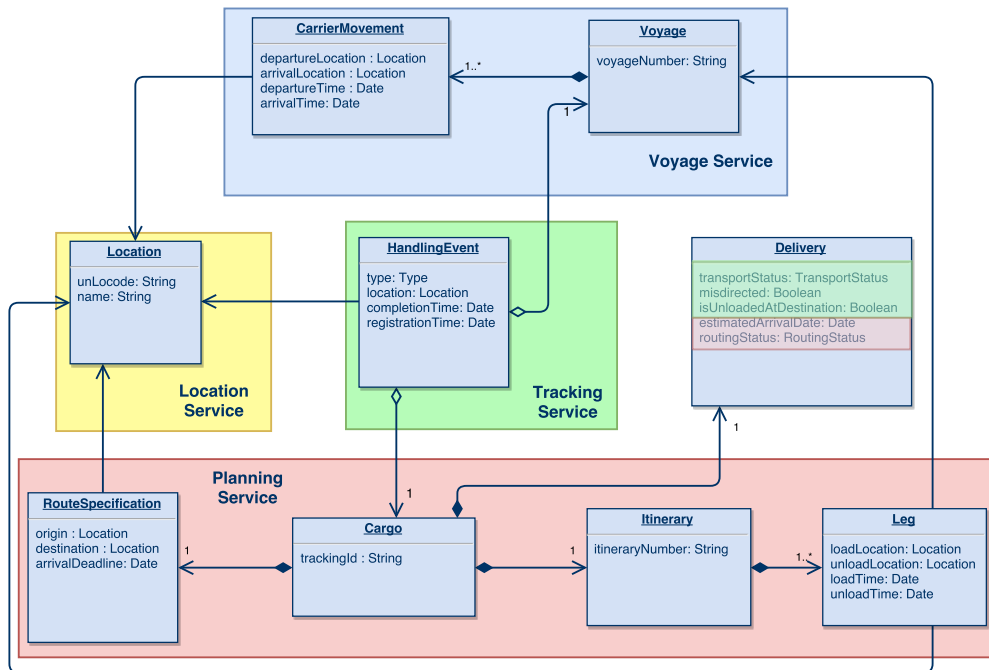 CarrierMovement
departureLocation : Location
arrivalLocation : Location
departureTime : Date
arrivalTime: Date
1..*
Voyage
voyageNumber: String
1
Voyage Service
Location
unLocode: String
name: String
Location
Service
HandlingEvent
type: Type
location: Location
completionTime: Date
registrationTime: Date
Tracking
Service
Delivery
transportStatus: TransportStatus
misdirected: Boolean
isUnloadedAtDestination: Boolean
estimatedArrivalDate: Date
routingStatus: RoutingStatus
1
Planning
Service
RouteSpecification
origin : Location
destination : Location
arrivalDeadline: Date
1
1
Cargo
trackingId : String
1
Itinerary
itineraryNumber: String
1..*
Leg
loadLocation: Location
unloadLocation: Location
loadTime: Date
unloadTime: Date